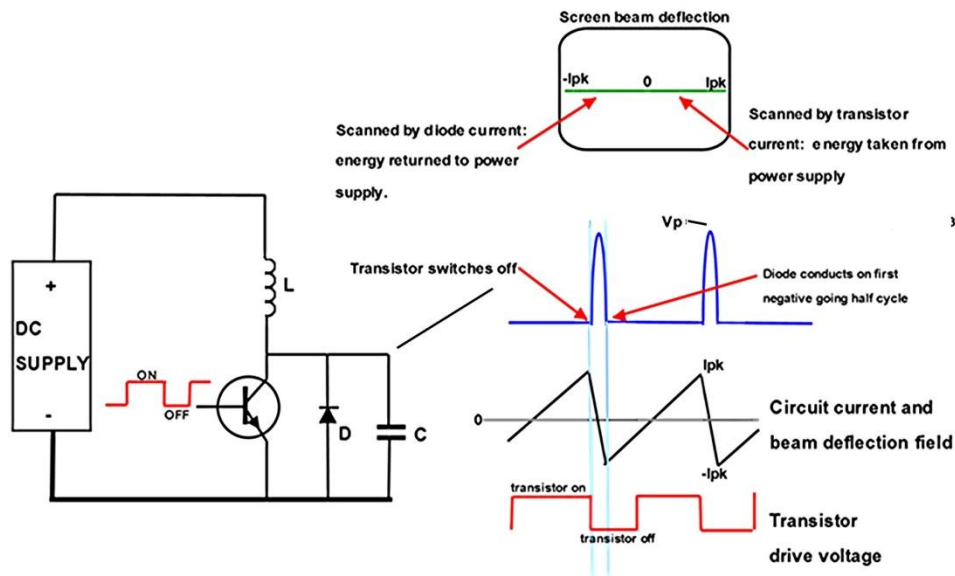 Screen beam deflection
-Ipk 0 Ipk
Scanned by diode current:
energy returned to power
supply.
Scanned by transistor
current: energy taken from
power supply
Vp
Transistor switches off
Diode conducts on first
negative going half cycle
+
DC
SUPPLY
-
ON
OFF
L
D
C
Ipk
0
-Ipk
Circuit current and
beam deflection field
transistor on
transistor off
Transistor
drive voltage